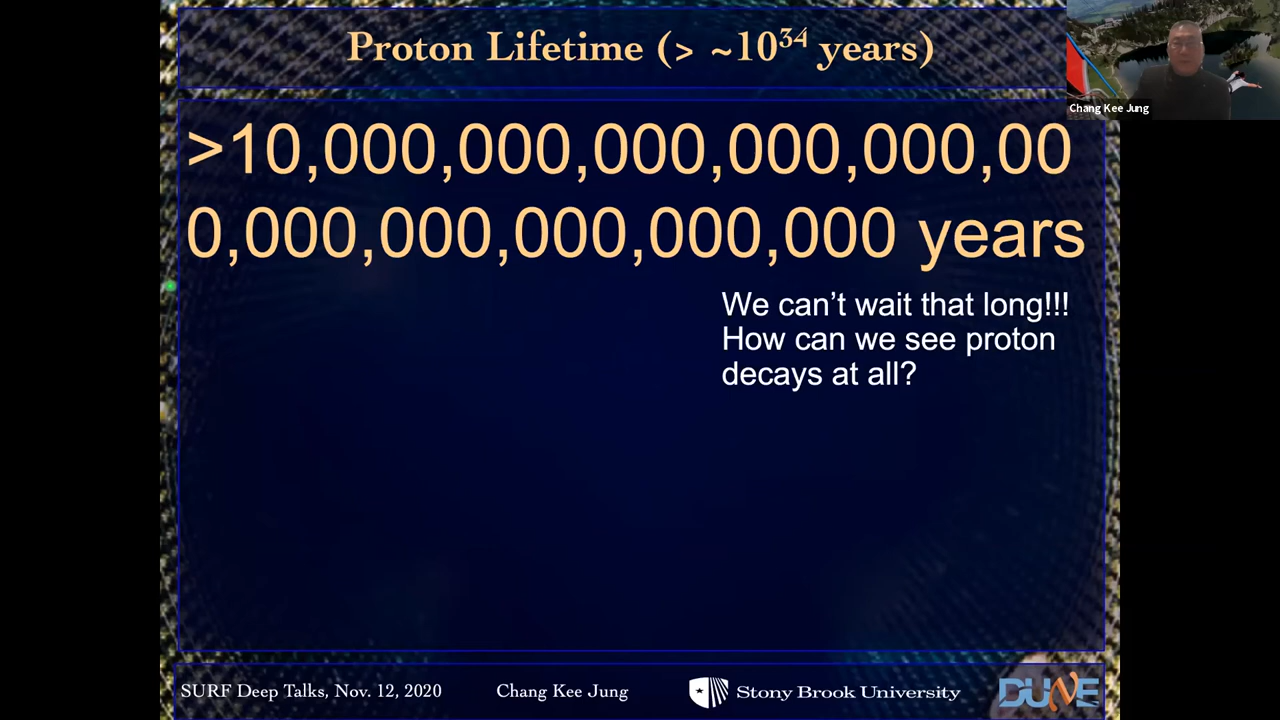 Proton Lifetime (> ~10³⁴ years)
Chang Kee Jung
>10,000,000,000,000,000,00
0,000,000,000,000,000 years
We can’t wait that long!!!
How can we see proton
decays at all?
SURF Deep Talks, Nov. 12, 2020
Chang Kee Jung
Stony Brook University
DUNE